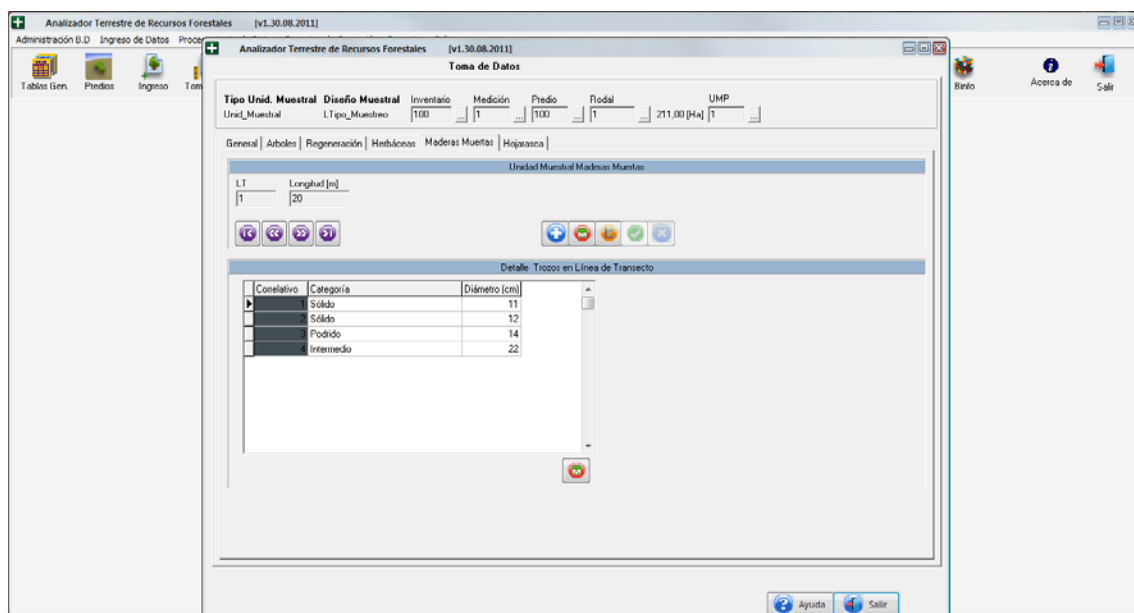 Analizador Terrestre de Recursos Forestales [v1.30.08.2011]
Administración B.D Ingreso de Datos
Tablas Gen. Predios Ingreso
Acerca de Salir
Analizador Terrestre de Recursos Forestales [v1.30.08.2011]
Toma de Datos
Tipo Unid. Muestral Diseño Muestral Inventario Medición Predio Rodal UMP
Unid_Muestral LTipo_Muestreo 100 ... 1 ... 100 ... 1 ... 211,00 [Ha] 1 ...
General Arboles Regeneración Herbáceas Maderas Muertas Hojarasca
Unidad Muestral Maderas Muertas
LT Longitud [m]
1 20
Detalle Trozos en Línea de Transecto
Correlativo Categoría Diámetro (cm)
1 Sólido 11
2 Sólido 12
3 Podrido 14
4 Intermedio 22
Ayuda Salir